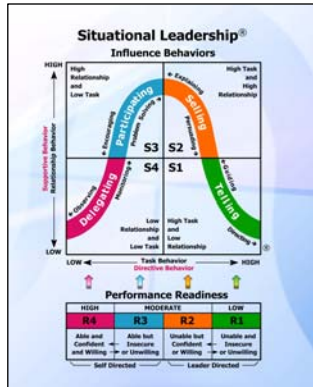 Situational Leadership®
Influence Behaviors
HIGH
High
Relationship
and
Low Task
High Task
and
High
Relationship
Supportive Behavior
Relationship Behavior
Encouraging
Participating
Problem Solving
S3
Explaining
Selling
Persuading
S2
S4
S1
Observing
Delegating
Monitoring
Guiding
Telling
Directing
Low
Relationship
and
Low Task
High Task
and
Low
Relationship
LOW
®
LOW
Task Behavior
Directive Behavior
HIGH
Performance Readiness
HIGH MODERATE LOW
R4 R3 R2 R1
Able and Able but Unable but Unable and
Confident Insecure Confident Insecure
and Willing or Unwilling and Willing or Unwilling
Self Directed Leader Directed